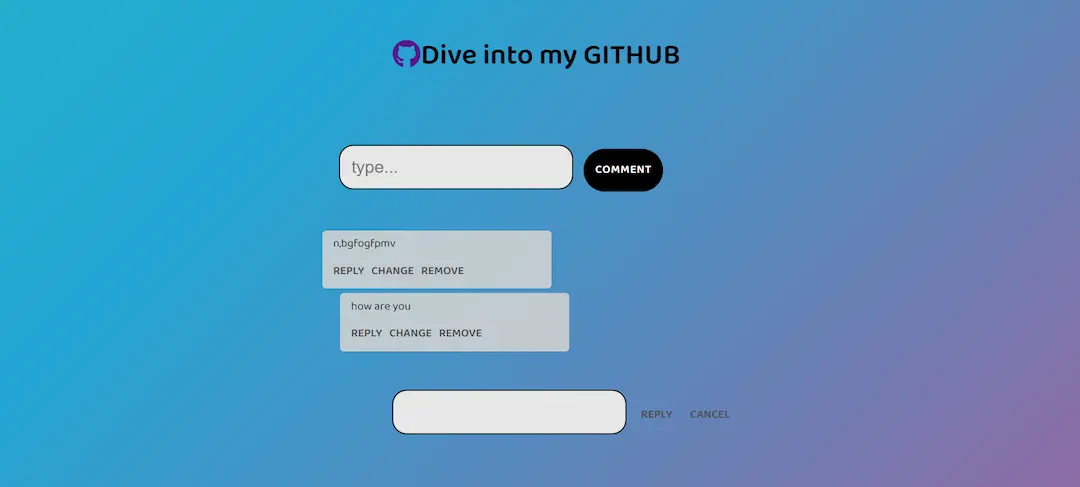 Dive into my GITHUB
type...
COMMENT
n,bgfogfpmv
REPLY CHANGE REMOVE
how are you
REPLY CHANGE REMOVE
REPLY CANCEL